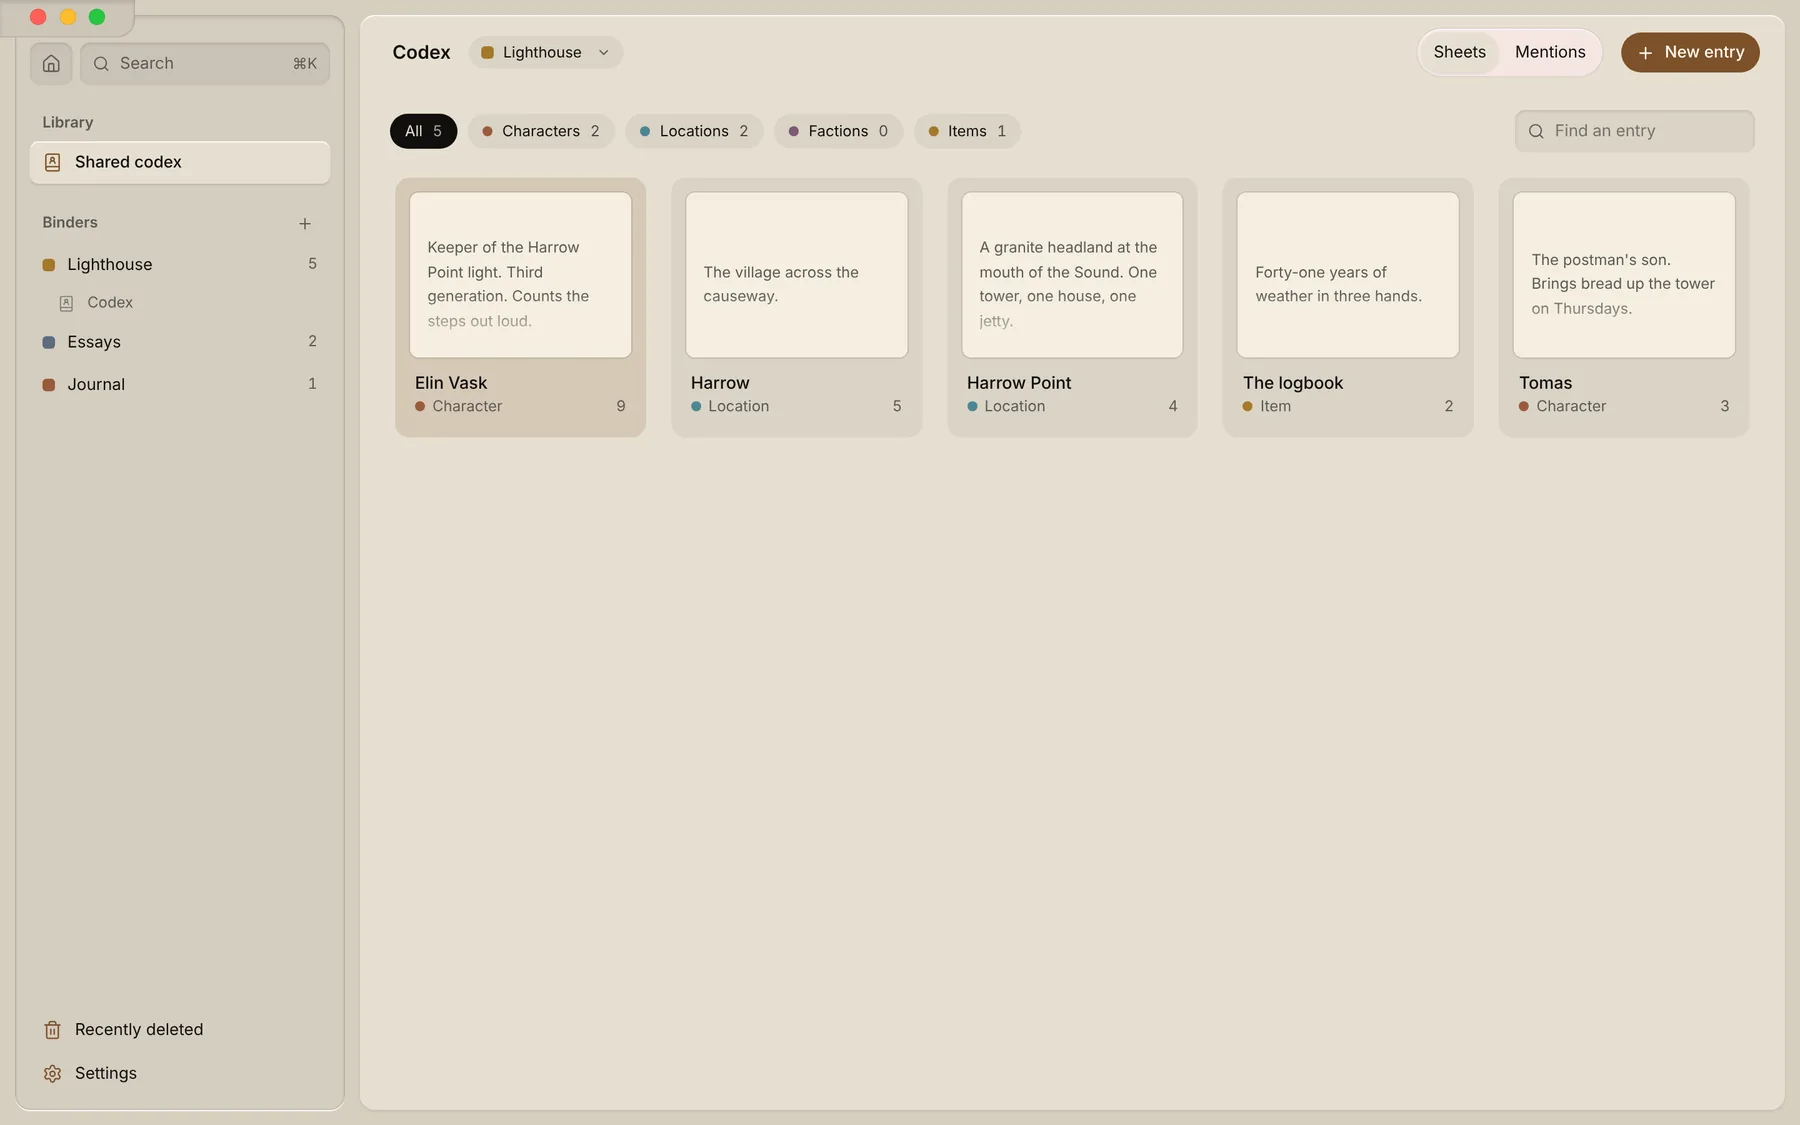 Search ⌘K
Library
Shared codex
Binders
Lighthouse 5
Codex
Essays 2
Journal 1
Recently deleted
Settings
Codex Lighthouse
Sheets Mentions
New entry
All 5 Characters 2 Locations 2 Factions 0 Items 1
Find an entry
Keeper of the Harrow
Point light. Third
generation. Counts the
steps out loud.
Elin Vask
Character 9
The village across the
causeway.
Harrow
Location 5
A granite headland at the
mouth of the Sound. One
tower, one house, one
jetty.
Harrow Point
Location 4
Forty-one years of
weather in three hands.
The logbook
Item 2
The postman's son.
Brings bread up the tower
on Thursdays.
Tomas
Character 3